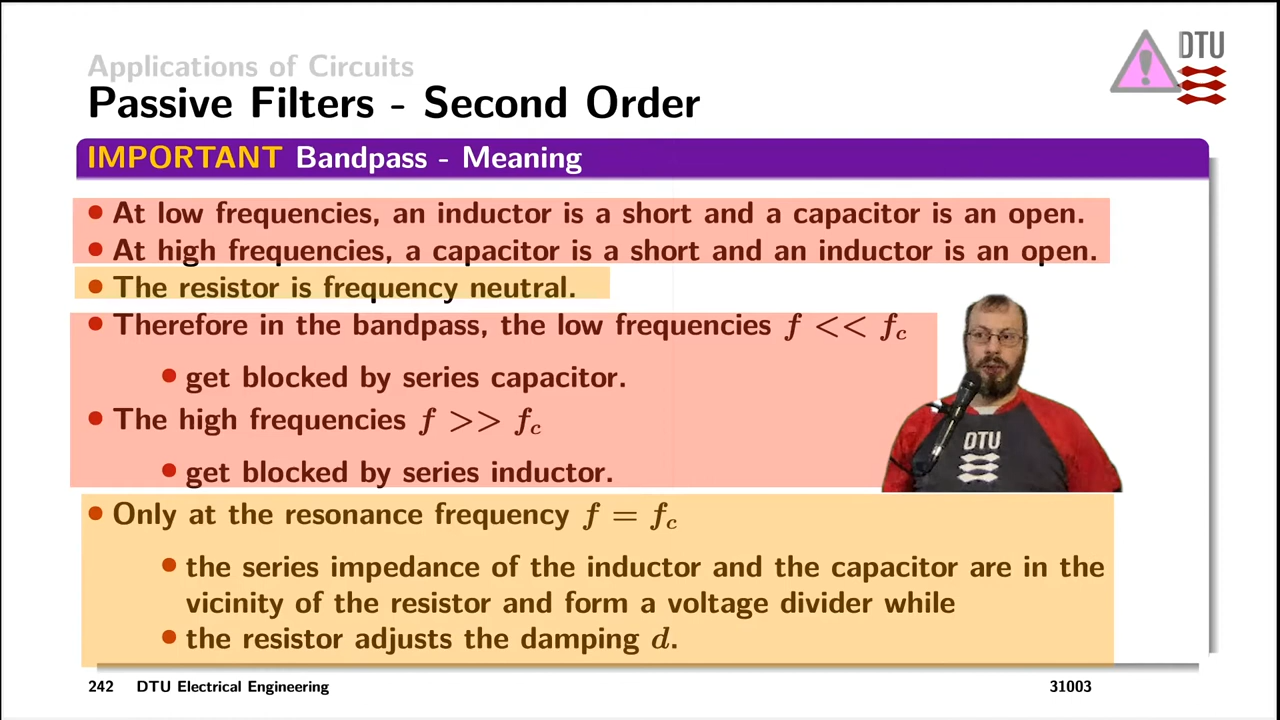 Applications of Circuits
DTU
Passive Filters - Second Order
IMPORTANT Bandpass - Meaning
• At low frequencies, an inductor is a short and a capacitor is an open.
• At high frequencies, a capacitor is a short and an inductor is an open.
• The resistor is frequency neutral.
• Therefore in the bandpass, the low frequencies f << f_c
• get blocked by series capacitor.
• The high frequencies f >> f_c
• get blocked by series inductor.
DTU
• Only at the resonance frequency f = f_c
• the series impedance of the inductor and the capacitor are in the
vicinity of the resistor and form a voltage divider while
• the resistor adjusts the damping d.
242 DTU Electrical Engineering 31003